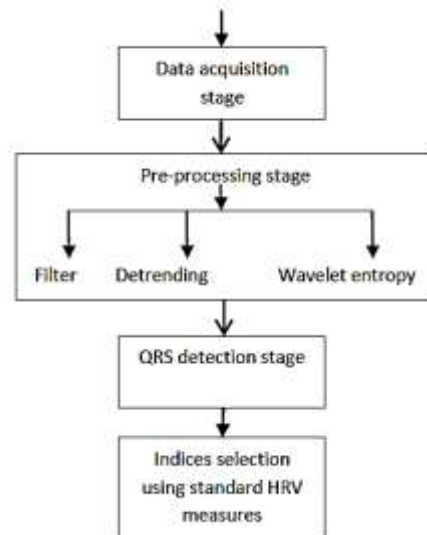 Data acquisition
stage
Pre-processing stage
Filter Detrending Wavelet entropy
QRS detection stage
Indices selection
using standard HRV
measures